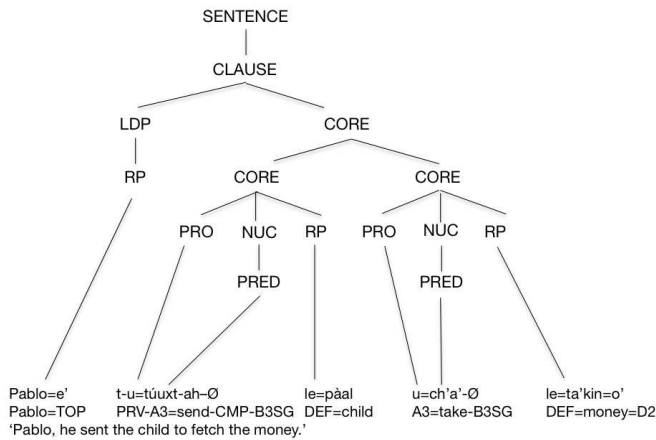 SENTENCE
CLAUSE
LDP CORE
RP CORE CORE
PRO NUC RP PRO NUC RP
PRED PRED
Pablo=e' t-u=túuxt-ah–Ø le=pàal u=ch'a'-Ø le=ta'kin=o'
Pablo=TOP PRV-A3=send-CMP-B3SG DEF=child A3=take-B3SG DEF=money=D2
'Pablo, he sent the child to fetch the money.'